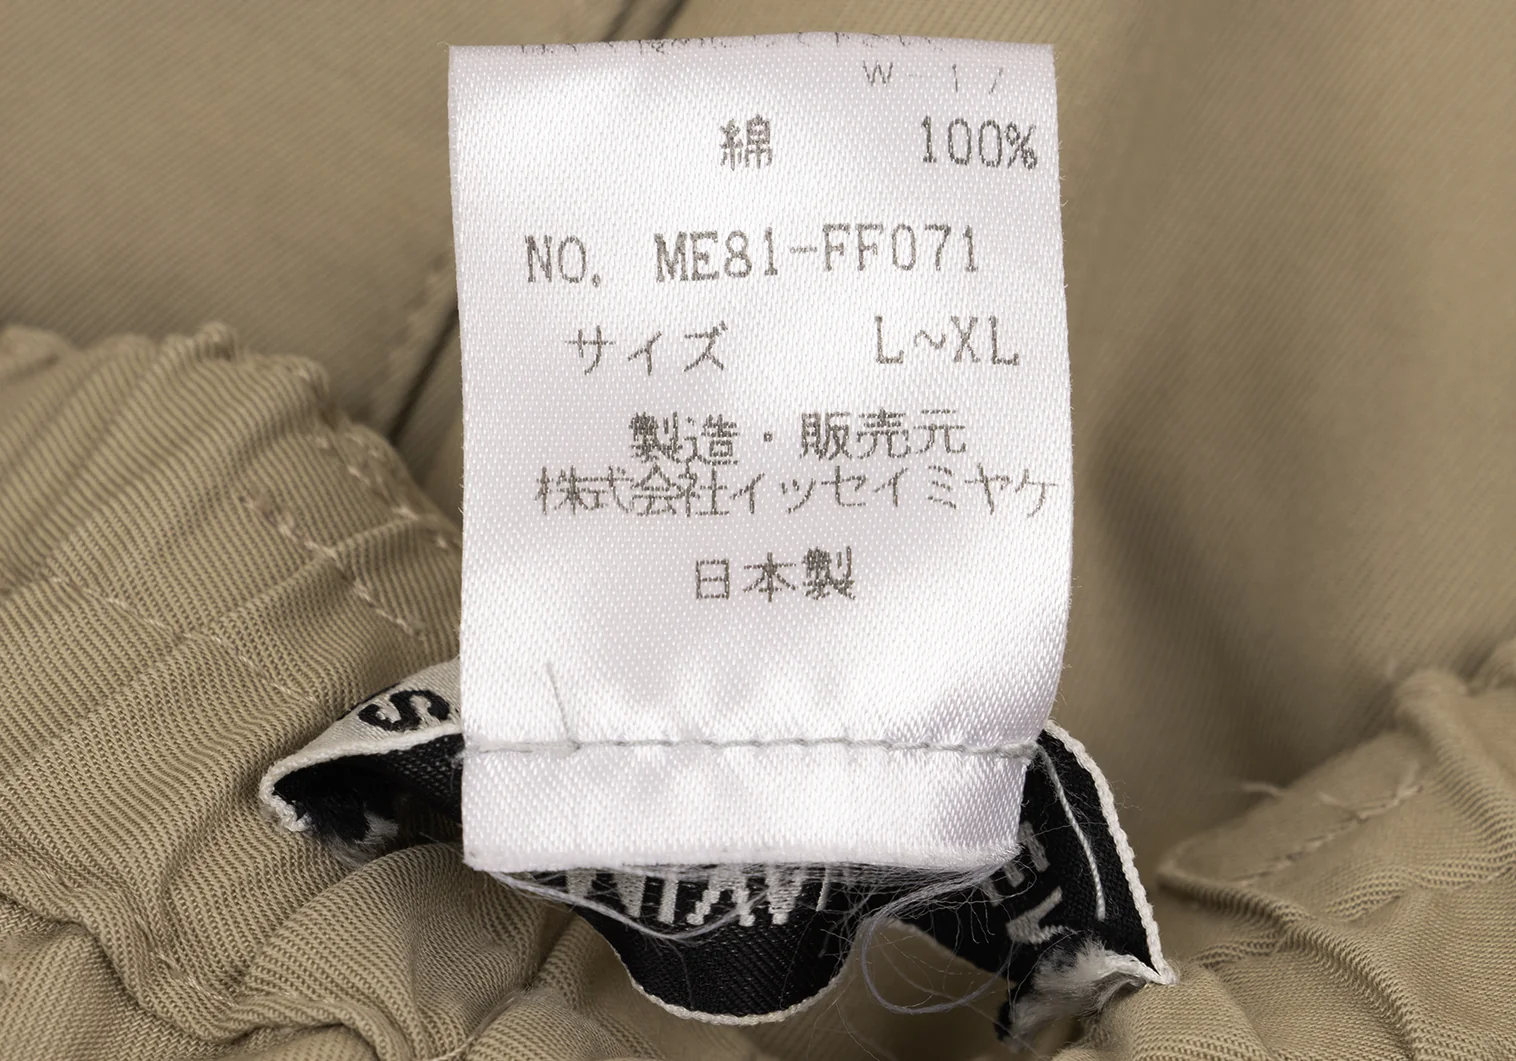 W-17
綿 100%
NO. ME81-FF071
サイズ L~XL
製造・販売元
株式会社イッセイミヤケ
日本製